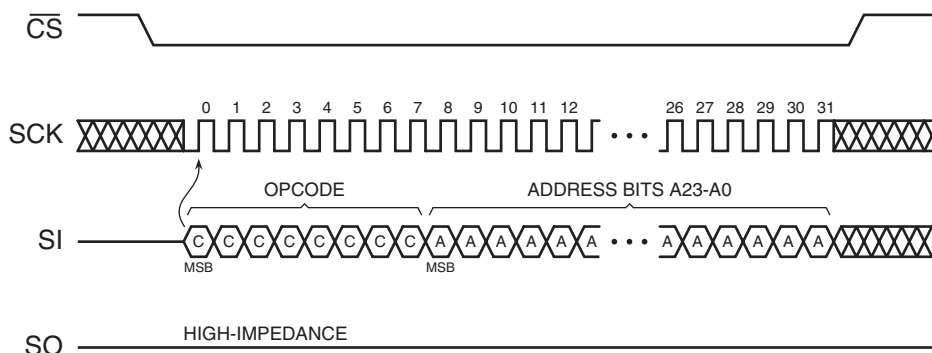 CS
0 1 2 3 4 5 6 7 8 9 10 11 12 26 27 28 29 30 31
SCK
OPCODE ADDRESS BITS A23-A0
SI C C C C C C C C A A A A A A A A A A A A
MSB MSB
HIGH-IMPEDANCE
SO